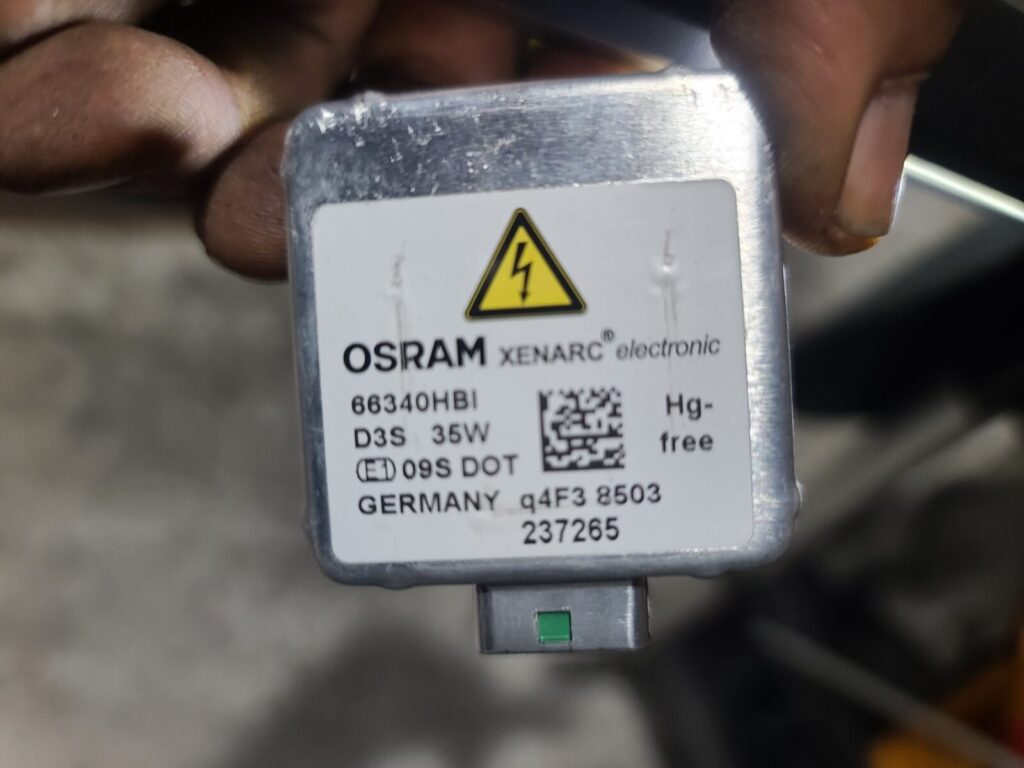 OSRAM XENARC® electronic
66340HBI
D3S 35W
Hg-
free
E1 09S DOT
GERMANY q4F3 8503
237265